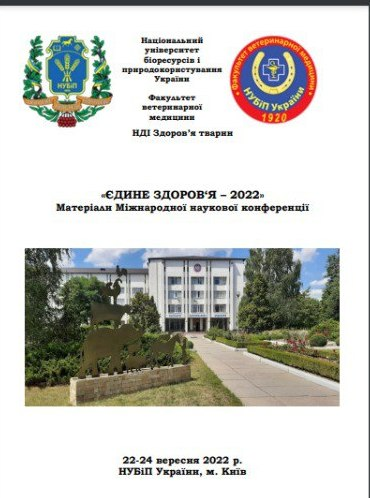 Національний
університет
біоресурсів і
природокористування
України
Факультет
ветеринарної
медицини
НДІ Здоров'я тварин
НУБіП
Факультет ветеринарної медицини
НУБіП України
1920
«ЄДИНЕ ЗДОРОВ'Я – 2022»
Матеріали Міжнародної наукової конференції
22-24 вересня 2022 р.
НУБіП України, м. Київ